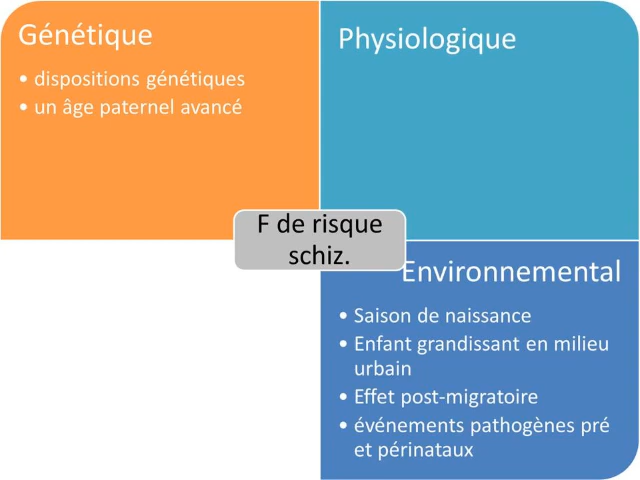 Génétique
• dispositions génétiques
• un âge paternel avancé
Physiologique
F de risque
schiz.
Environnemental
• Saison de naissance
• Enfant grandissant en milieu
urbain
• Effet post-migratoire
• événements pathogènes pré
et périnataux